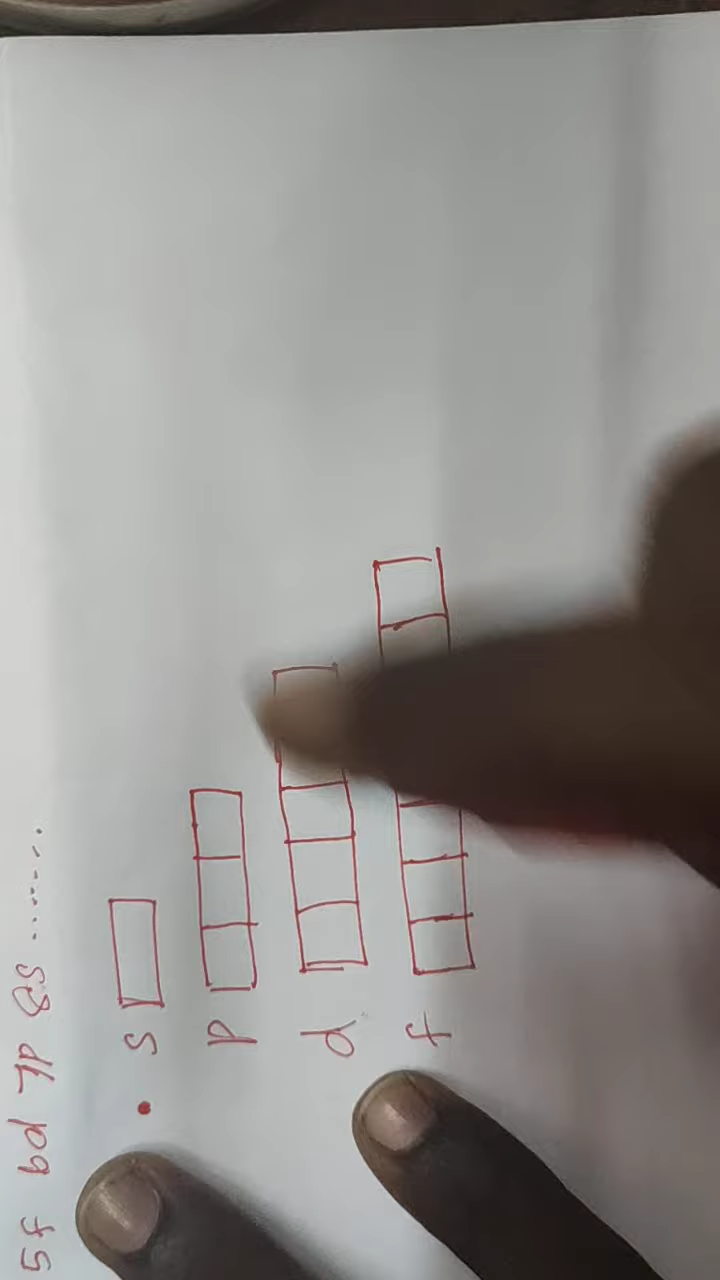 5f 6d 7p 8s .......
• s
p
d
f